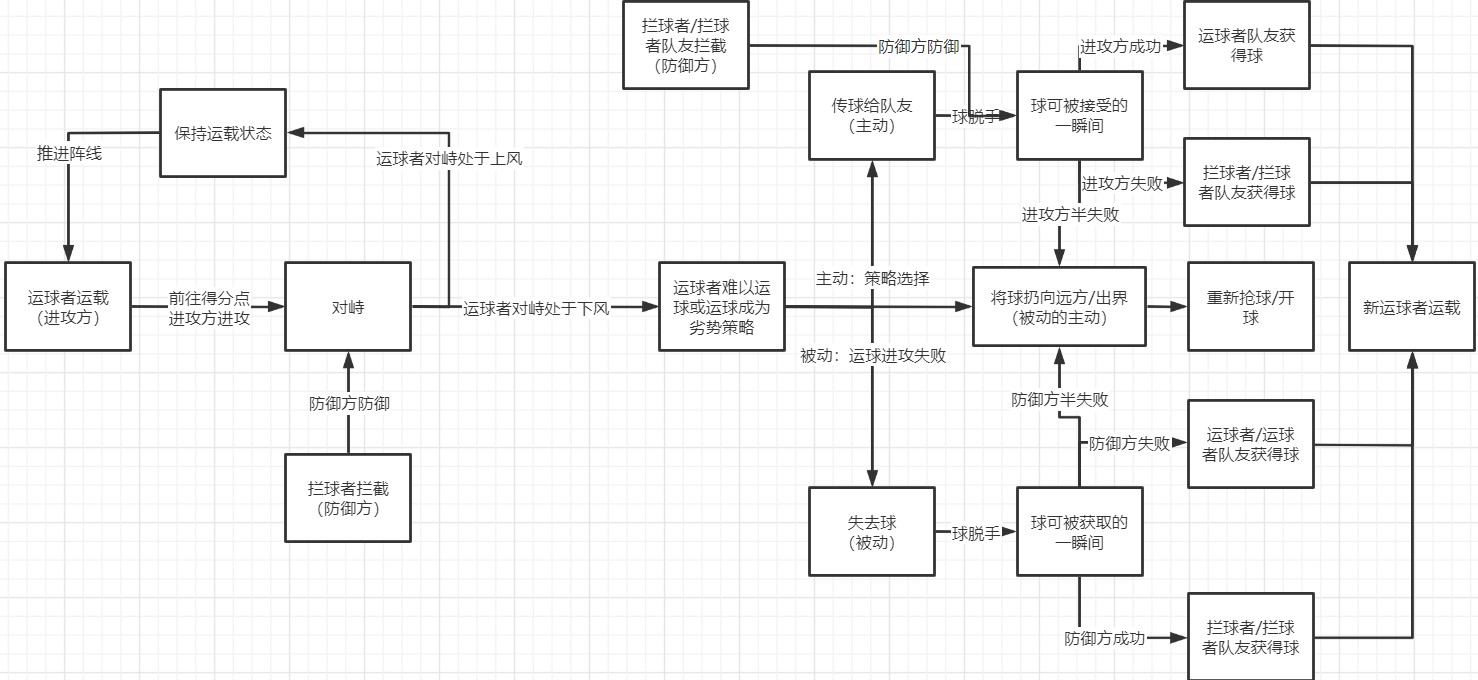 拦球者/拦球
者队友拦截
（防御方）
防御方防御
进攻方成功
运球者队友获
得球
保持运载状态
推进阵线
运球者对峙处于上风
传球给队友
（主动）
球脱手
球可被接受的
一瞬间
进攻方失败
拦球者/拦球
者队友获得球
进攻方半失败
运球者运载
（进攻方）
前往得分点
进攻方进攻
对峙
运球者对峙处于下风
运球者难以运
球或运球成为
劣势策略
主动：策略选择
被动：运球进攻失败
将球扔向远方/出界
（被动的主动）
重新抢球/开
球
新运球者运载
防御方防御
拦球者拦截
（防御方）
防御方半失败
防御方失败
运球者/运球
者队友获得球
失去球
（被动）
球脱手
球可被获取的
一瞬间
防御方成功
拦球者/拦球
者队友获得球